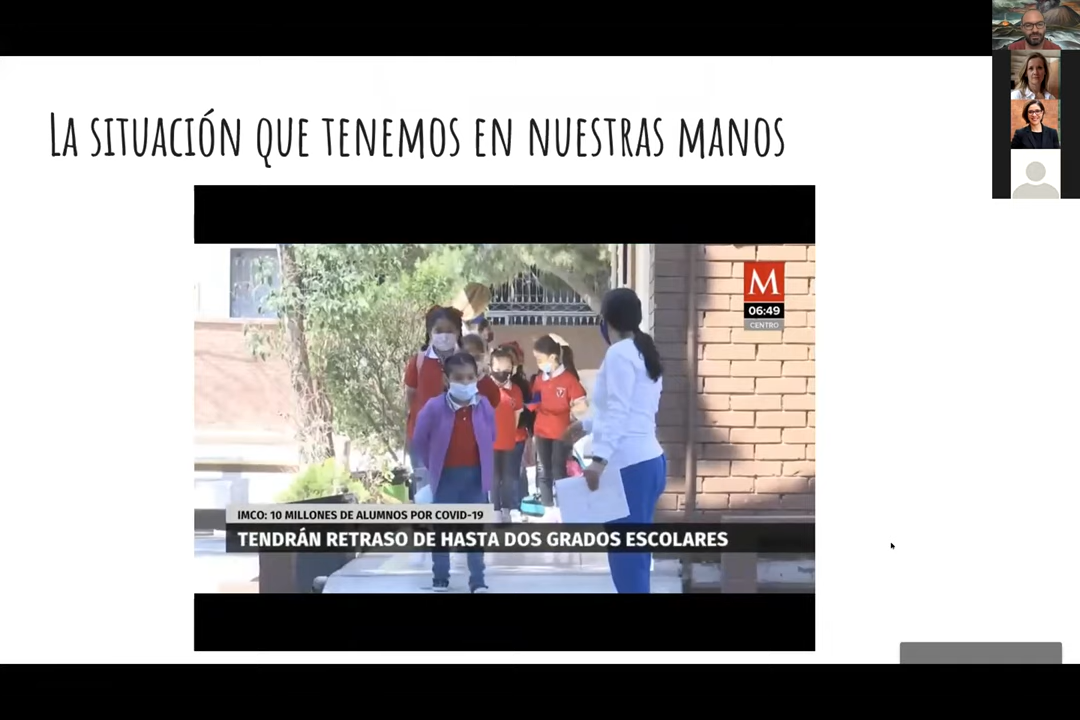 LA SITUACIÓN QUE TENEMOS EN NUESTRAS MANOS
M
06:49
CENTRO
IMCO: 10 MILLONES DE ALUMNOS POR COVID-19
TENDRÁN RETRASO DE HASTA DOS GRADOS ESCOLARES